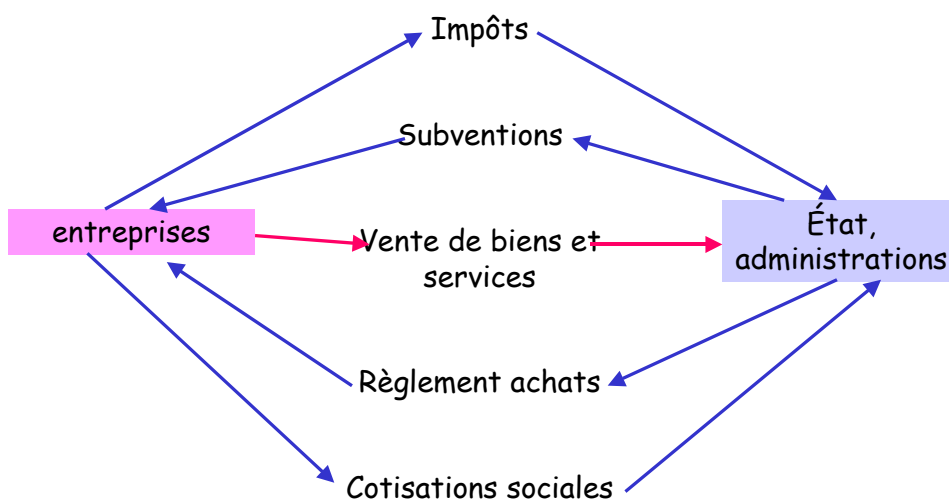 Impôts
Subventions
entreprises
Vente de biens et
services
État,
administrations
Règlement achats
Cotisations sociales